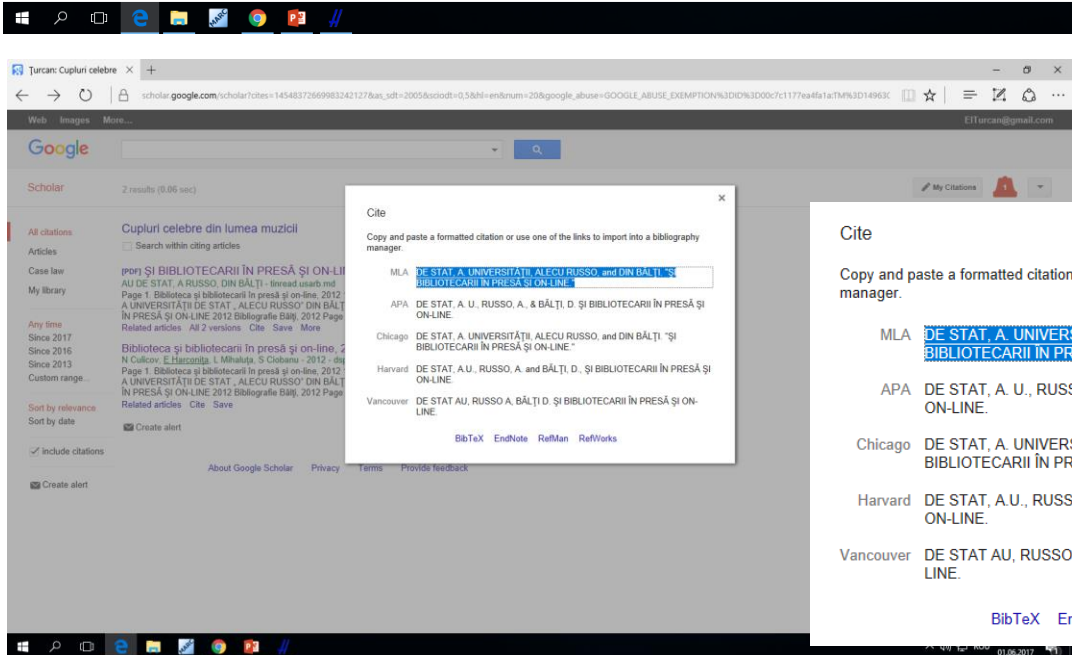 MARC
Ţurcan: Cupluri celebre
scholar.google.com/scholar?cites=14548372669983242127&as_sdt=2005&sciodt=0,5&hl=en&num=20&google_abuse=GOOGLE_ABUSE_EXEMPTION%3DID%3D00c7c1177ea4fa1a:TM%3D14963
Web Images More...
ElTurcan@gmail.com
Google
Scholar
2 results (0.06 sec)
My Citations
1
All citations
Articles
Case law
My library
Any time
Since 2017
Since 2016
Since 2013
Custom range...
Sort by relevance
Sort by date
include citations
Create alert
Cupluri celebre din lumea muzicii
Search within citing articles
[PDF] ŞI BIBLIOTECARII ÎN PRESĂ ŞI ON-LI
AU DE STAT, A RUSSO, DIN BĂLŢI - tinread.usarb.md
Page 1. Biblioteca şi bibliotecarii în presă şi on-line, 2012
A UNIVERSITĂŢII DE STAT „ ALECU RUSSO" DIN BĂLŢ
ÎN PRESĂ ŞI ON-LINE 2012 Bibliografie Bălţi, 2012 Page
Related articles All 2 versions Cite Save More
Biblioteca şi bibliotecarii în presă şi on-line, 2
N Culicov, E Harconiţa, L Mihaluţa, S Ciobanu - 2012 - dsp
Page 1. Biblioteca şi bibliotecarii în presă şi on-line, 2012
A UNIVERSITĂŢII DE STAT „ ALECU RUSSO" DIN BĂLŢ
ÎN PRESĂ ŞI ON-LINE 2012 Bibliografie Bălţi, 2012 Page
Related articles Cite Save
Create alert
About Google Scholar Privacy Terms Provide feedback
Cite
Copy and paste a formatted citation or use one of the links to import into a bibliography
manager.
MLA DE STAT, A. UNIVERSITĂŢII, ALECU RUSSO, and DIN BĂLŢI. "ŞI
BIBLIOTECARII ÎN PRESĂ ŞI ON-LINE."
APA DE STAT, A. U., RUSSO, A., & BĂLŢI, D. ŞI BIBLIOTECARII ÎN PRESĂ ŞI
ON-LINE.
Chicago DE STAT, A. UNIVERSITĂŢII, ALECU RUSSO, and DIN BĂLŢI. "ŞI
BIBLIOTECARII ÎN PRESĂ ŞI ON-LINE."
Harvard DE STAT, A.U., RUSSO, A. and BĂLŢI, D., ŞI BIBLIOTECARII ÎN PRESĂ ŞI
ON-LINE.
Vancouver DE STAT AU, RUSSO A, BĂLŢI D. ŞI BIBLIOTECARII ÎN PRESĂ ŞI ON-
LINE.
BibTeX EndNote RefMan RefWorks
Cite
Copy and paste a formatted citation
manager.
MLA DE STAT, A. UNIVERS
BIBLIOTECARII ÎN PR
APA DE STAT, A. U., RUSS
ON-LINE.
Chicago DE STAT, A. UNIVERS
BIBLIOTECARII ÎN PR
Harvard DE STAT, A.U., RUSS
ON-LINE.
Vancouver DE STAT AU, RUSSO
LINE.
BibTeX En
MARC
01.06.2017